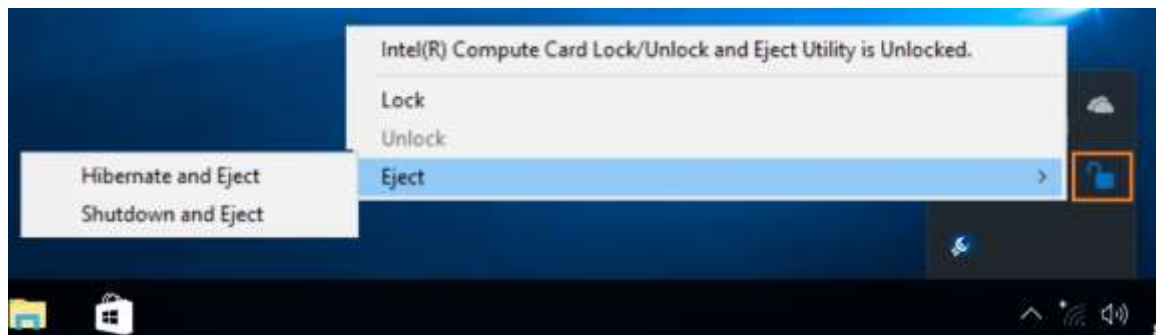 Intel(R) Compute Card Lock/Unlock and Eject Utility is Unlocked.
Lock
Unlock
Eject
Hibernate and Eject
Shutdown and Eject